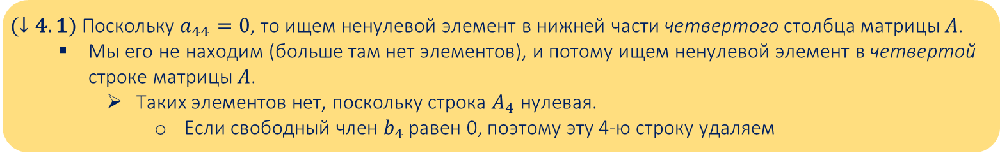 (↓ 4.1) Поскольку a₄₄ = 0, то ищем ненулевой элемент в нижней части четвертого столбца матрицы A.
▪ Мы его не находим (больше там нет элементов), и потому ищем ненулевой элемент в четвертой
строке матрицы A.
➢ Таких элементов нет, поскольку строка A₄ нулевая.
o Если свободный член b₄ равен 0, поэтому эту 4-ю строку удаляем